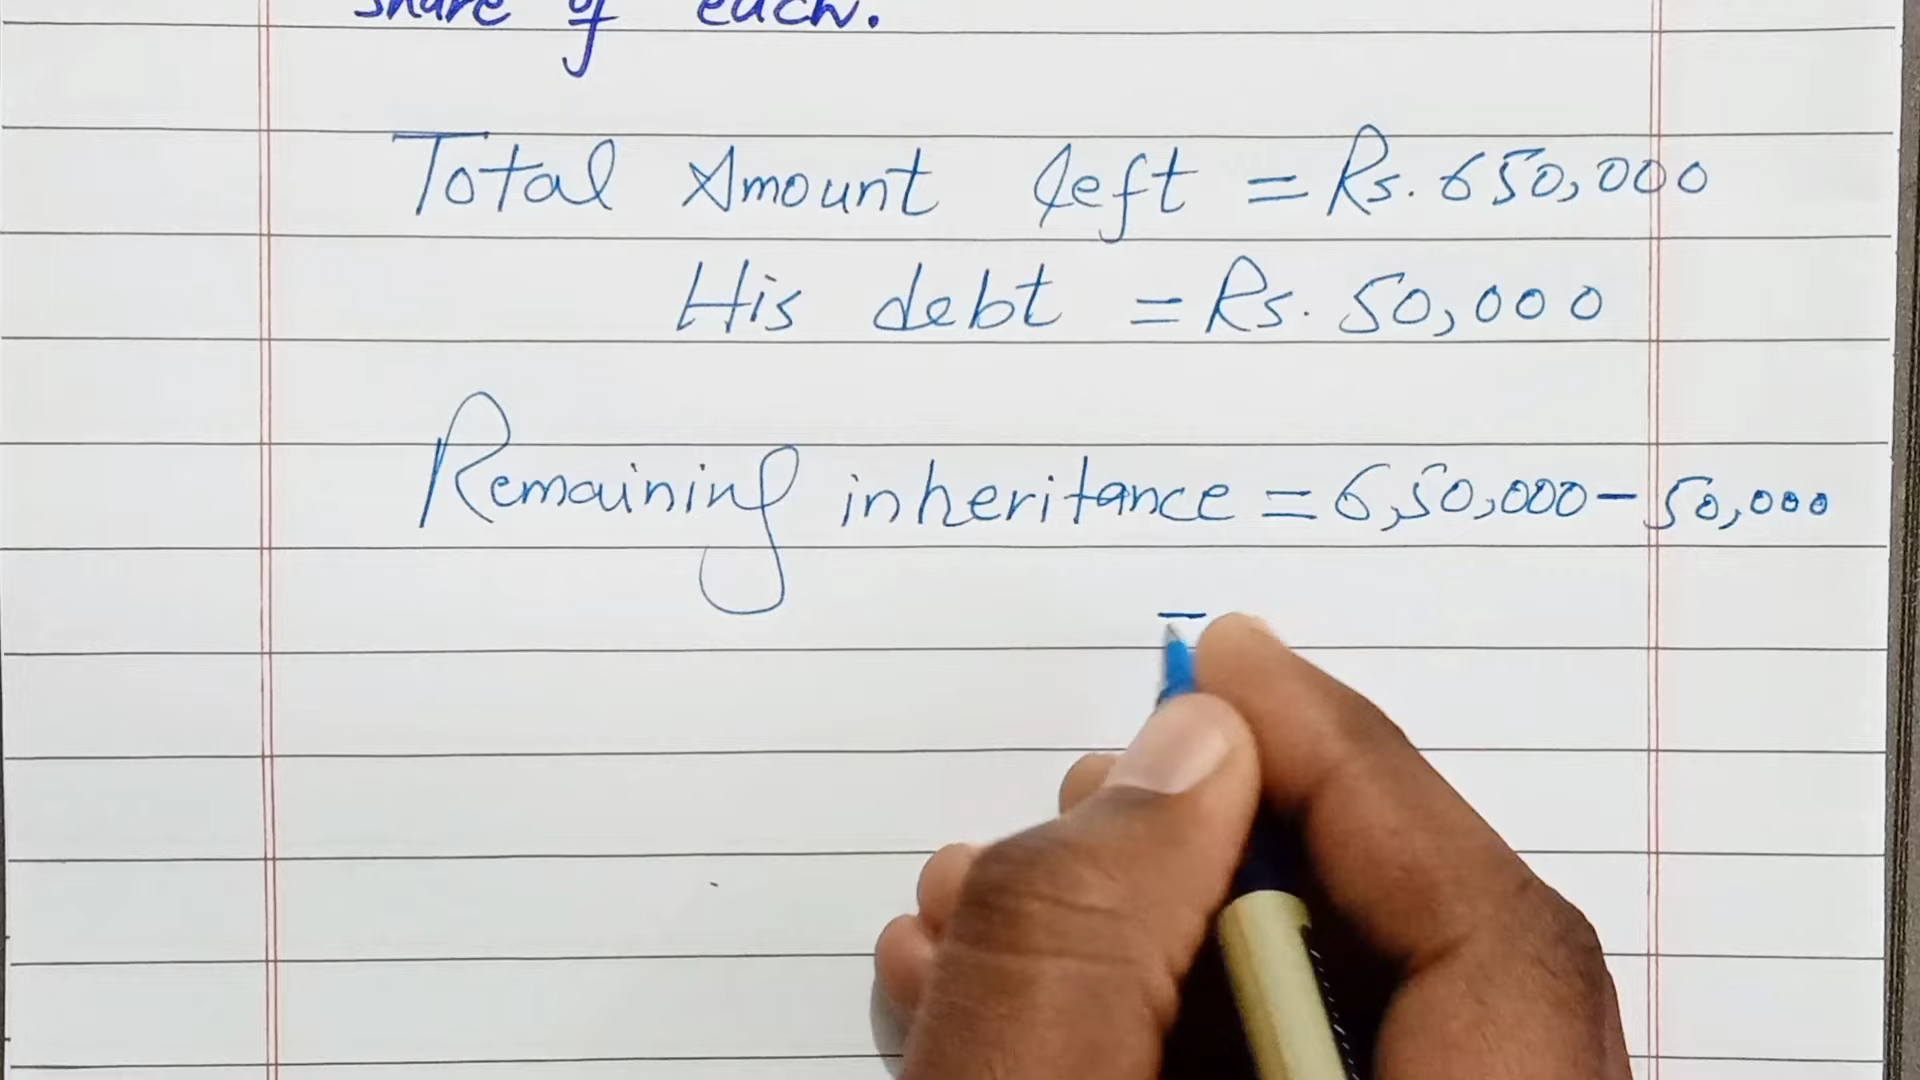 share of each.
Total Amount left = Rs. 650,000
His debt = Rs. 50,000
Remaining inheritance = 6,50,000 - 50,000